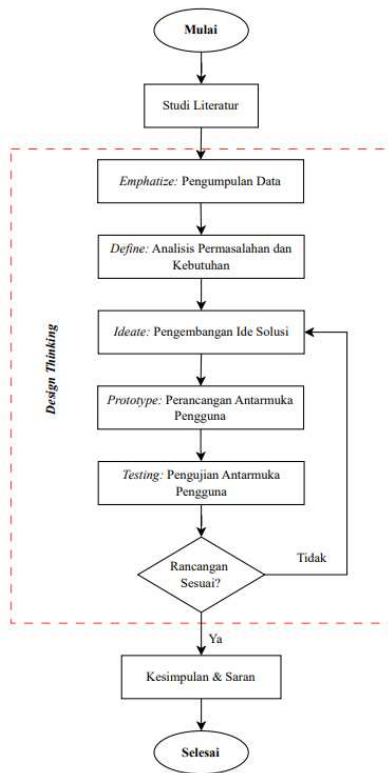 Mulai
Studi Literatur
Emphatize: Pengumpulan Data
Define: Analisis Permasalahan dan
Kebutuhan
Design Thinking
Ideate: Pengembangan Ide Solusi
Prototype: Perancangan Antarmuka
Pengguna
Testing: Pengujian Antarmuka
Pengguna
Rancangan
Sesuai?
Tidak
Ya
Kesimpulan & Saran
Selesai